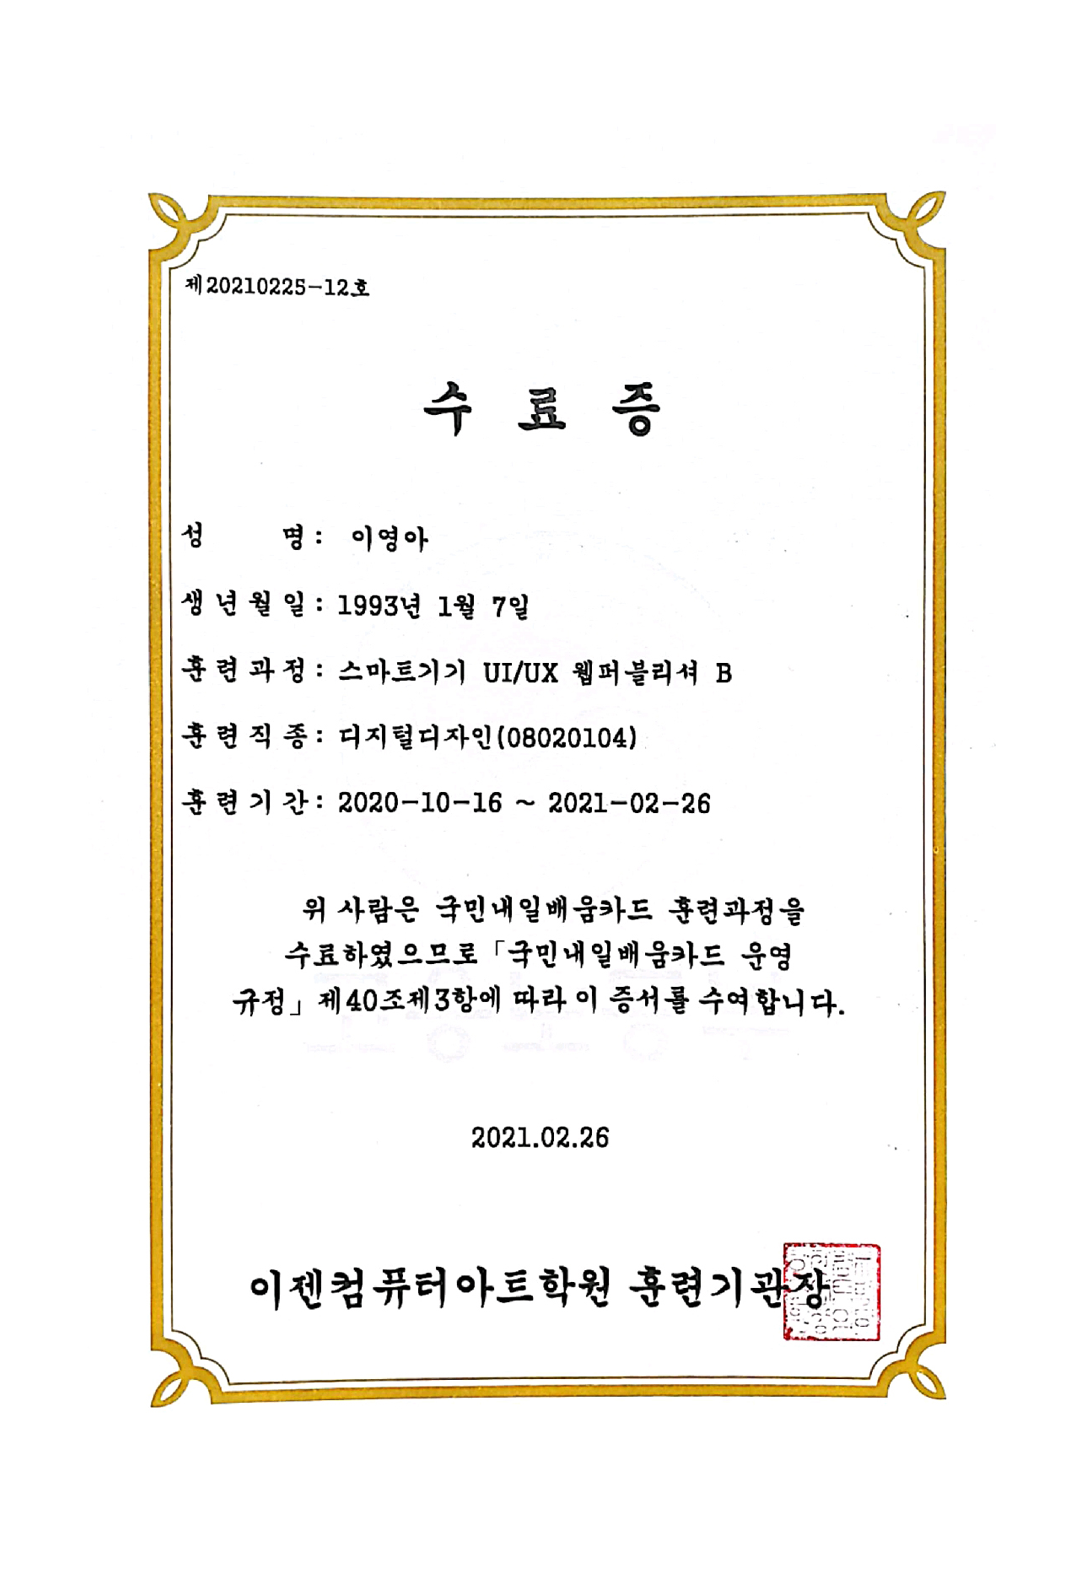 제20210225-12호
수 료 증
성 명 : 이영아
생 년 월 일 : 1993년 1월 7일
훈 련 과 정 : 스마트기기 UI/UX 웹퍼블리셔 B
훈 련 직 종 : 디지털디자인(08020104)
훈 련 기 간 : 2020-10-16 ~ 2021-02-26
위 사람은 국민내일배움카드 훈련과정을
수료하였으므로 「국민내일배움카드 운영
규정」 제40조제3항에 따라 이 증서를 수여합니다.
2021.02.26
이젠컴퓨터아트학원 훈련기관장